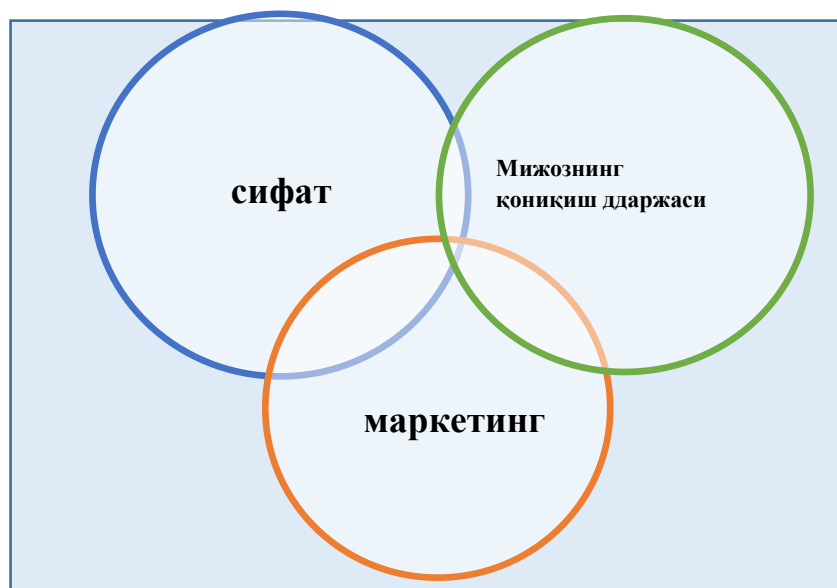 сифат
Мижознинг
қониқиш ддаржаси
маркетинг